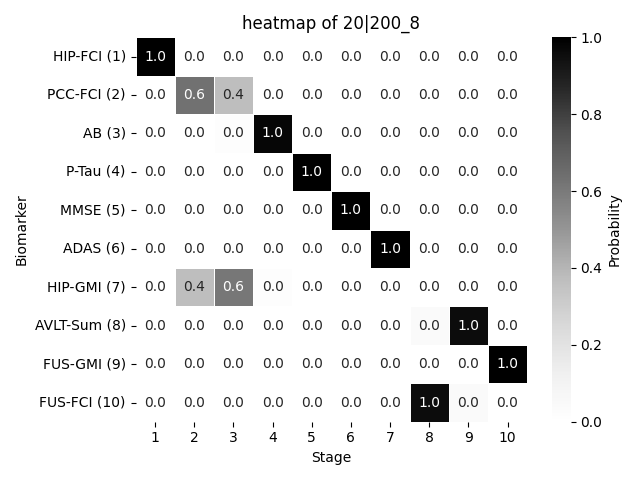 heatmap of 20|200_8
HIP-FCI (1) 1.0 0.0 0.0 0.0 0.0 0.0 0.0 0.0 0.0 0.0
PCC-FCI (2) 0.0 0.6 0.4 0.0 0.0 0.0 0.0 0.0 0.0 0.0
AB (3) 0.0 0.0 0.0 1.0 0.0 0.0 0.0 0.0 0.0 0.0
P-Tau (4) 0.0 0.0 0.0 0.0 1.0 0.0 0.0 0.0 0.0 0.0
MMSE (5) 0.0 0.0 0.0 0.0 0.0 1.0 0.0 0.0 0.0 0.0
ADAS (6) 0.0 0.0 0.0 0.0 0.0 0.0 1.0 0.0 0.0 0.0
HIP-GMI (7) 0.0 0.4 0.6 0.0 0.0 0.0 0.0 0.0 0.0 0.0
AVLT-Sum (8) 0.0 0.0 0.0 0.0 0.0 0.0 0.0 0.0 1.0 0.0
FUS-GMI (9) 0.0 0.0 0.0 0.0 0.0 0.0 0.0 0.0 0.0 1.0
FUS-FCI (10) 0.0 0.0 0.0 0.0 0.0 0.0 0.0 1.0 0.0 0.0
1 2 3 4 5 6 7 8 9 10
Stage
Biomarker
1.0
0.8
0.6
0.4
0.2
0.0
Probability